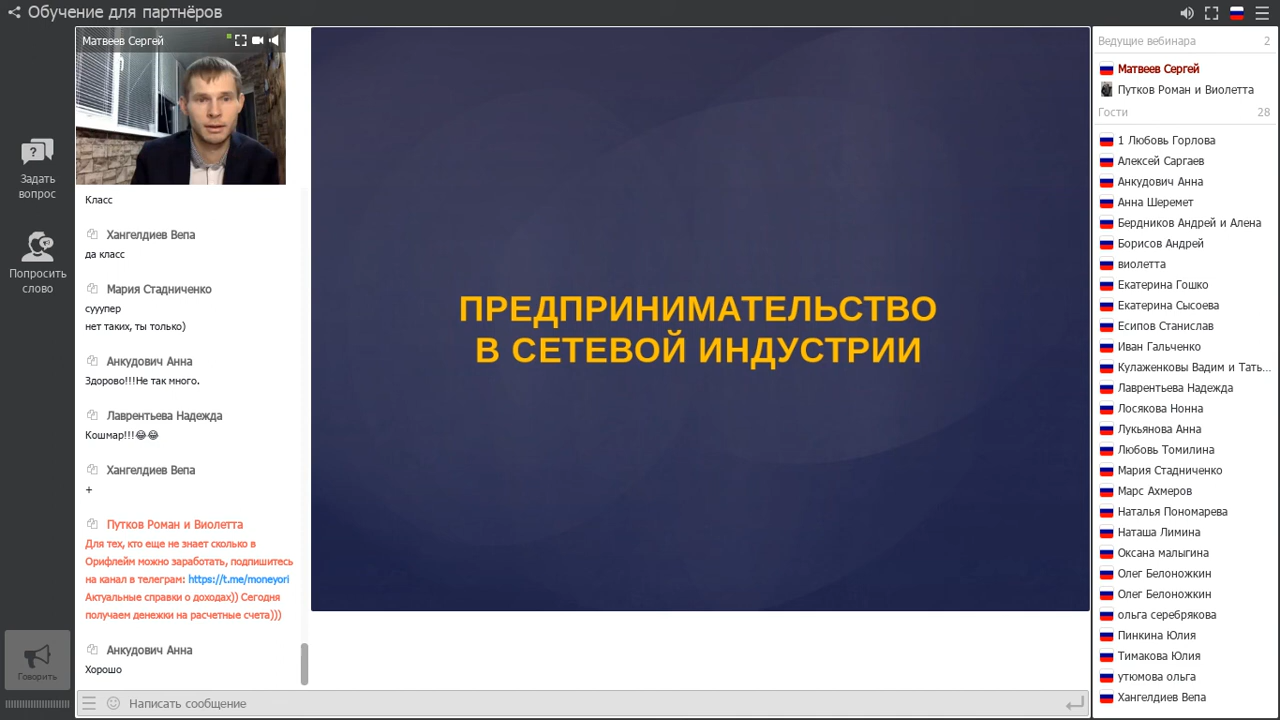 Обучение для партнёров
Матвеев Сергей
Задать
вопрос
Попросить
слово
Говорить
Класс
Хангелдиев Вепа
да класс
Мария Стадниченко
сууупер
нет таких, ты только)
Анкудович Анна
Здорово!!!Не так много.
Лаврентьева Надежда
Кошмар!!!😂😂
Хангелдиев Вепа
+
Путков Роман и Виолетта
Для тех, кто еще не знает сколько в
Орифлейм можно заработать, подпишитесь
на канал в телеграм: https://t.me/moneyori
Актуальные справки о доходах)) Сегодня
получаем денежки на расчетные счета)))
Анкудович Анна
Хорошо
Написать сообщение
ПРЕДПРИНИМАТЕЛЬСТВО
В СЕТЕВОЙ ИНДУСТРИИ
Ведущие вебинара 2
Матвеев Сергей
Путков Роман и Виолетта
Гости 28
1 Любовь Горлова
Алексей Саргаев
Анкудович Анна
Анна Шеремет
Бердников Андрей и Алена
Борисов Андрей
виолетта
Екатерина Гошко
Екатерина Сысоева
Есипов Станислав
Иван Гальченко
Кулаженковы Вадим и Тать...
Лаврентьева Надежда
Лосякова Нонна
Лукьянова Анна
Любовь Томилина
Мария Стадниченко
Марс Ахмеров
Наталья Пономарева
Наташа Лимина
Оксана малыгина
Олег Белоножкин
Олег Белоножкин
ольга серебрякова
Пинкина Юлия
Тимакова Юлия
утюмова ольга
Хангелдиев Вепа